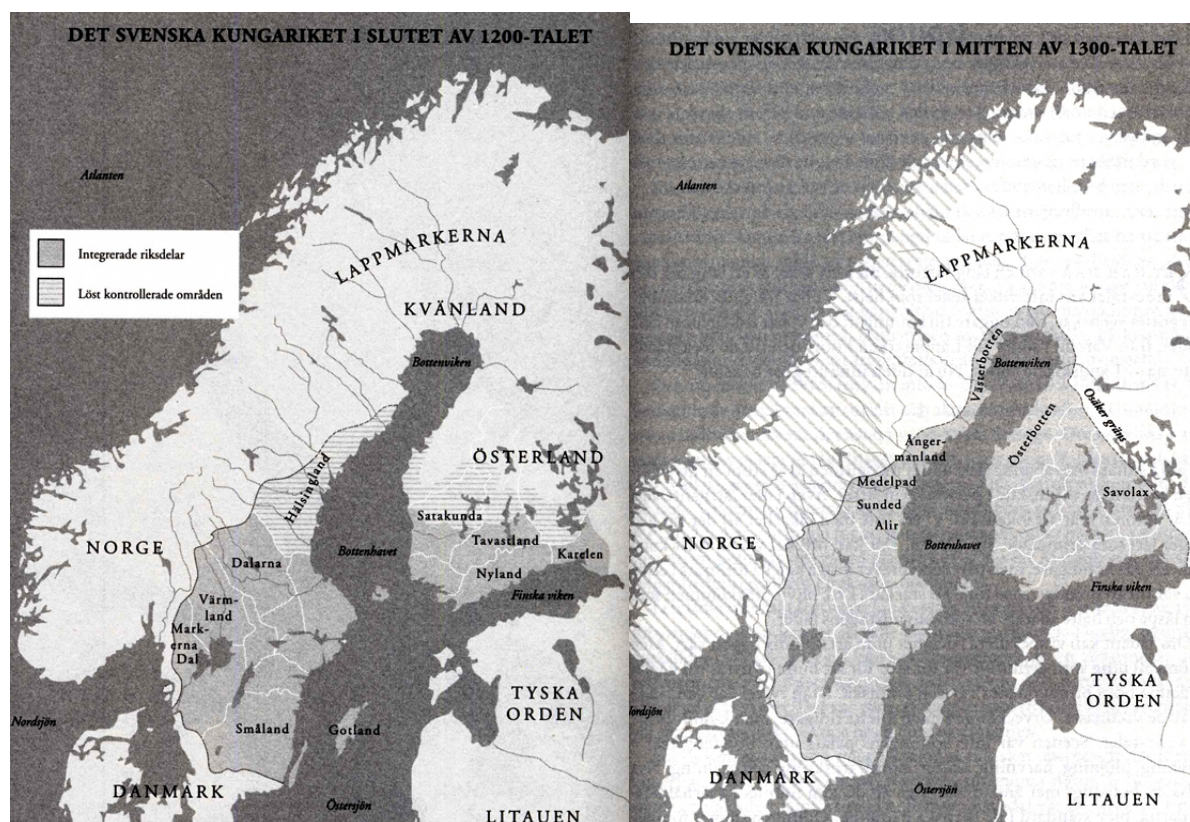 DET SVENSKA KUNGARIKET I SLUTET AV 1200-TALET
Atlanten
Integrerade riksdelar
Löst kontrollerade områden
LAPPMARKERNA
KVÄNLAND
Bottenviken
ÖSTERLAND
Hälsingland
Satakunda
Tavastland
Karelen
NORGE
Dalarna
Bottenhavet
Nyland
Finska viken
Värm-
land
Mark-
erna
Dal
TYSKA
ORDEN
Nordsjön
Småland
Gotland
DANMARK
Östersjön
LITAUEN
DET SVENSKA KUNGARIKET I MITTEN AV 1300-TALET
Atlanten
LAPPMARKERNA
Västerbotten
Bottenviken
Osäker gräns
Österbotten
Ånger-
manland
Medelpad
Savolax
Sunded
Alir
NORGE
Bottenhavet
Finska viken
TYSKA
ORDEN
Nordsjön
DANMARK
Östersjön
LITAUEN